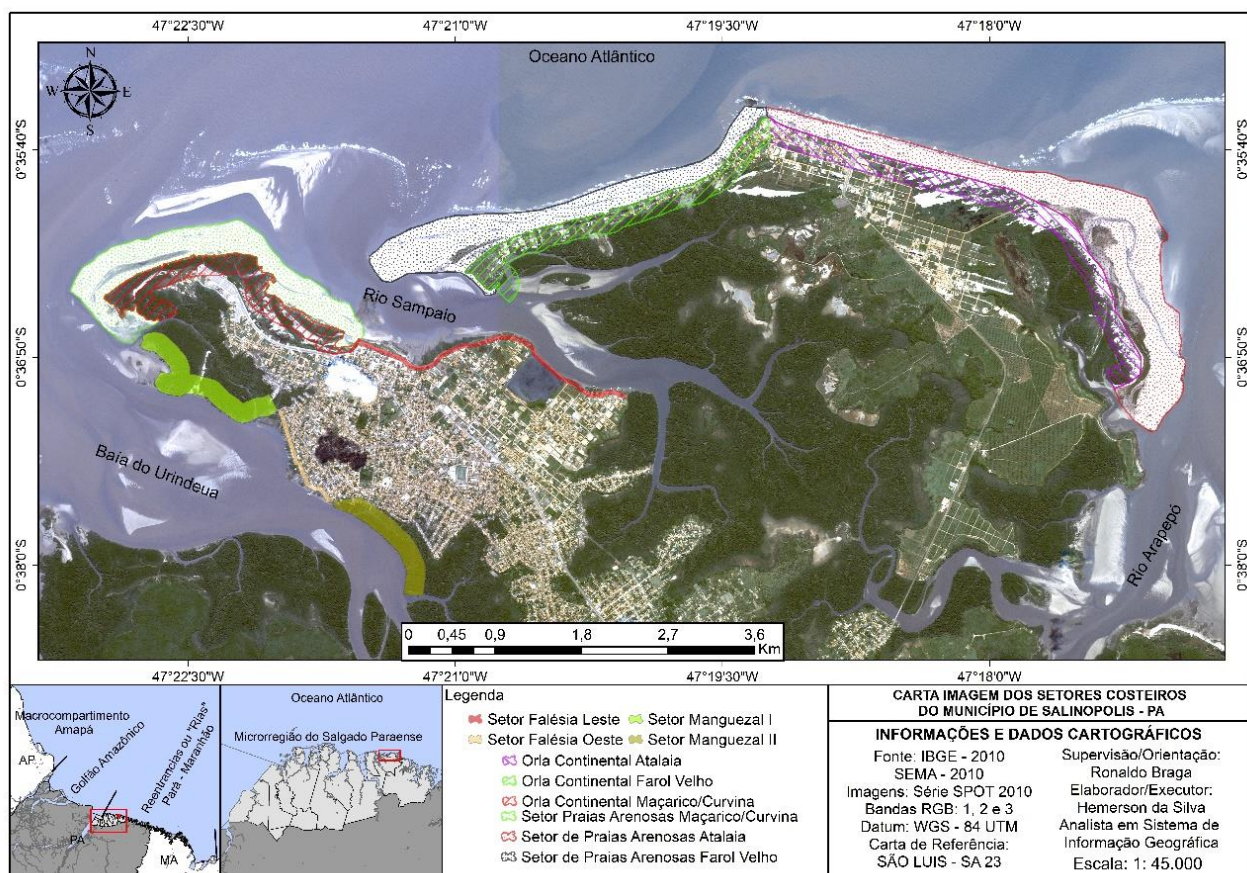 47°22'30"W
47°21'0"W
47°19'30"W
47°18'0"W
Oceano Atlântico
N
W
E
S
0°35'40"S
0°35'40"S
Rio Sampaio
0°36'50"S
0°36'50"S
Baía do Urindeua
Rio Arapepó
0°38'0"S
0°38'0"S
0 0,45 0,9 1,8 2,7 3,6
Km
47°22'30"W
47°21'0"W
47°19'30"W
47°18'0"W
Macrocompartimento
Amapá
AP
Golfão Amazônico
Reentrancias ou "Rias"
Pará - Maranhão
PA
MA
Oceano Atlântico
Microrregião do Salgado Paraense
Legenda
Setor Falésia Leste
Setor Manguezal I
Setor Falésia Oeste
Setor Manguezal II
Orla Continental Atalaia
Orla Continental Farol Velho
Orla Continental Maçarico/Curvina
Setor Praias Arenosas Maçarico/Curvina
Setor de Praias Arenosas Atalaia
Setor de Praias Arenosas Farol Velho
CARTA IMAGEM DOS SETORES COSTEIROS
DO MUNICÍPIO DE SALINOPOLIS - PA
INFORMAÇÕES E DADOS CARTOGRÁFICOS
Fonte: IBGE - 2010
SEMA - 2010
Imagens: Série SPOT 2010
Bandas RGB: 1, 2 e 3
Datum: WGS - 84 UTM
Carta de Referência:
SÃO LUIS - SA 23
Supervisão/Orientação:
Ronaldo Braga
Elaborador/Executor:
Hemerson da Silva
Analista em Sistema de
Informação Geográfica
Escala: 1: 45.000